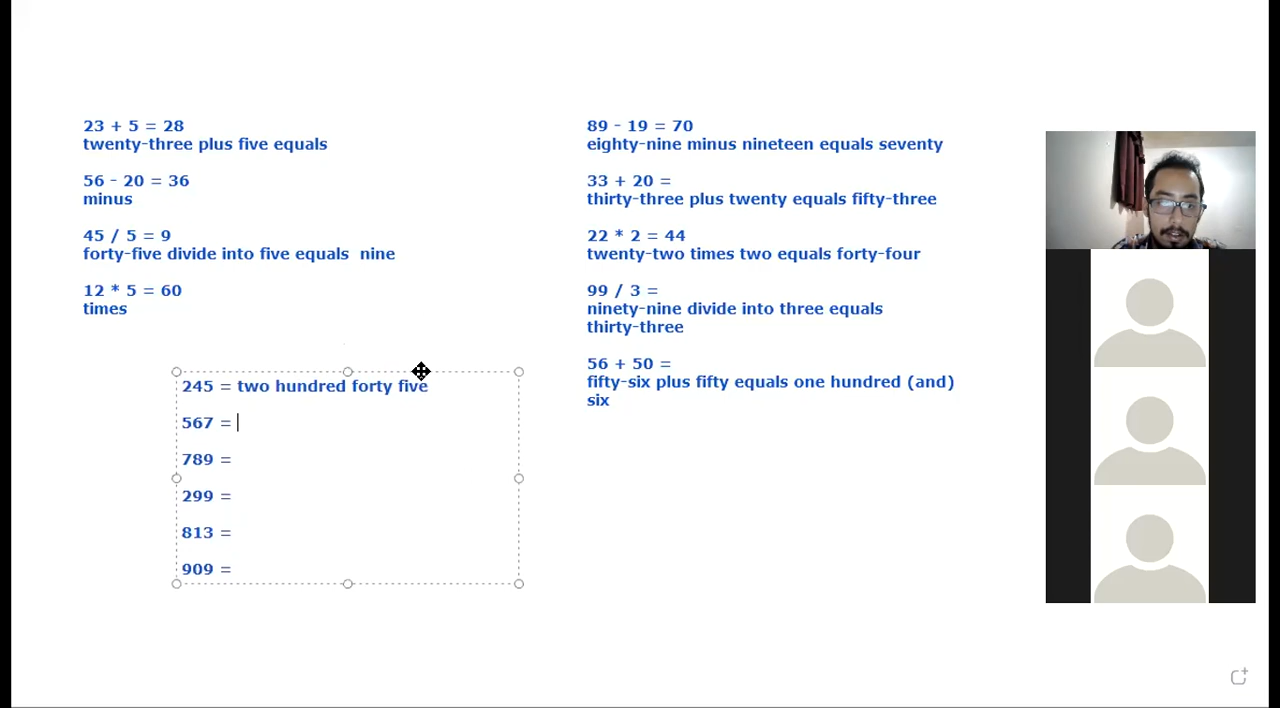 23 + 5 = 28
twenty-three plus five equals
56 - 20 = 36
minus
45 / 5 = 9
forty-five divide into five equals  nine
12 * 5 = 60
times
245 = two hundred forty five
567 =
789 =
299 =
813 =
909 =
89 - 19 = 70
eighty-nine minus nineteen equals seventy
33 + 20 =
thirty-three plus twenty equals fifty-three
22 * 2 = 44
twenty-two times two equals forty-four
99 / 3 =
ninety-nine divide into three equals
thirty-three
56 + 50 =
fifty-six plus fifty equals one hundred (and)
six